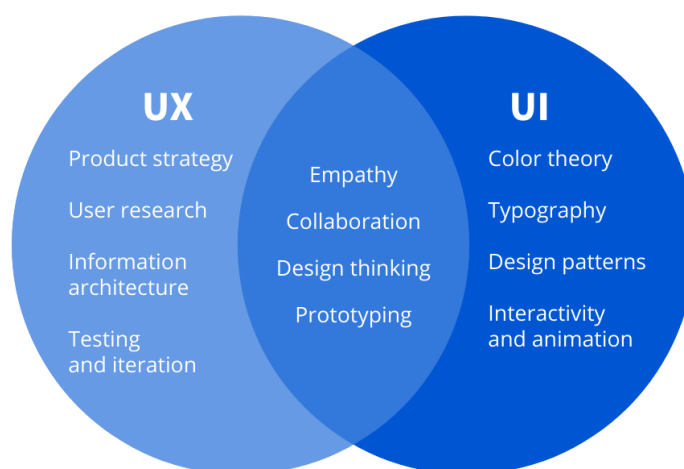 UX
Product strategy
User research
Information
architecture
Testing
and iteration
Empathy
Collaboration
Design thinking
Prototyping
UI
Color theory
Typography
Design patterns
Interactivity
and animation